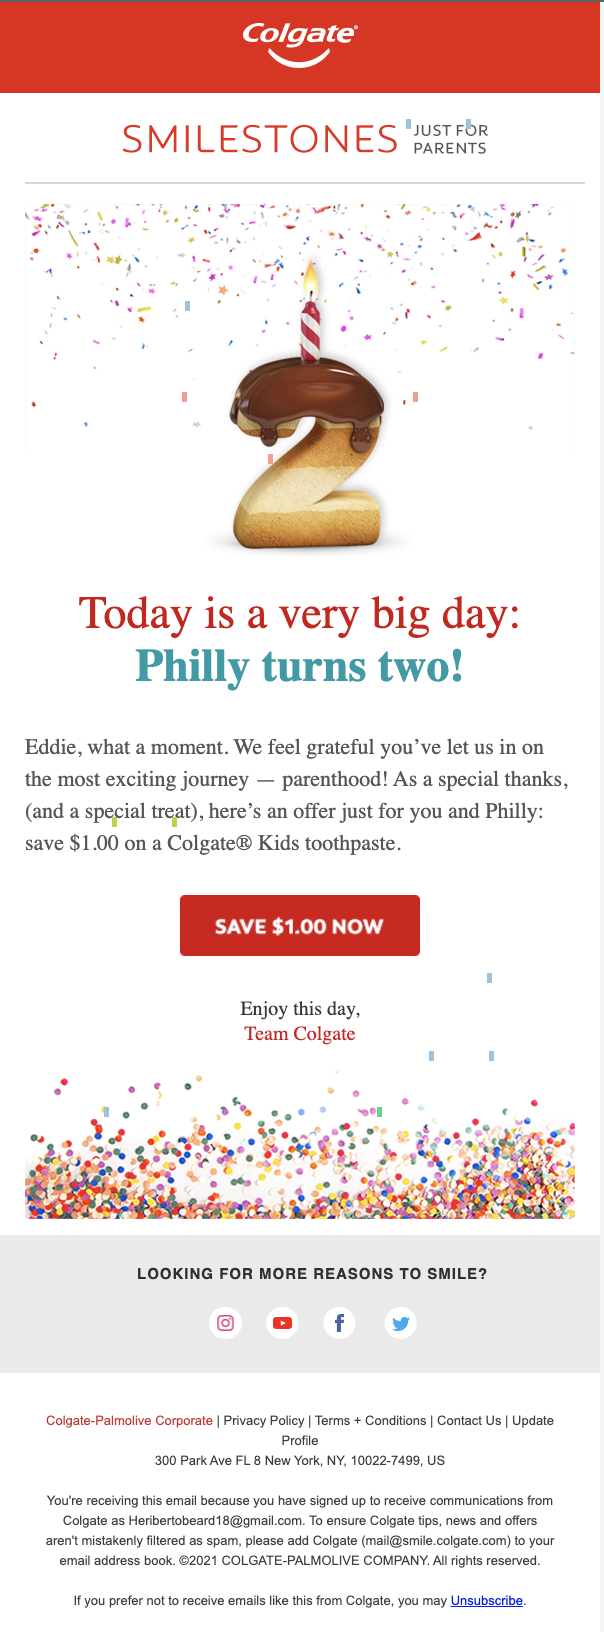 Colgate®
SMILESTONES
JUST FOR
PARENTS
2
Today is a very big day:
Philly turns two!
Eddie, what a moment. We feel grateful you’ve let us in on
the most exciting journey — parenthood! As a special thanks,
(and a special treat), here’s an offer just for you and Philly:
save $1.00 on a Colgate® Kids toothpaste.
SAVE $1.00 NOW
Enjoy this day,
Team Colgate
LOOKING FOR MORE REASONS TO SMILE?
Colgate-Palmolive Corporate | Privacy Policy | Terms + Conditions | Contact Us | Update
Profile
300 Park Ave FL 8 New York, NY, 10022-7499, US
You're receiving this email because you have signed up to receive communications from
Colgate as Heribertobeard18@gmail.com. To ensure Colgate tips, news and offers
aren't mistakenly filtered as spam, please add Colgate (mail@smile.colgate.com) to your
email address book. ©2021 COLGATE-PALMOLIVE COMPANY. All rights reserved.
If you prefer not to receive emails like this from Colgate, you may Unsubscribe.